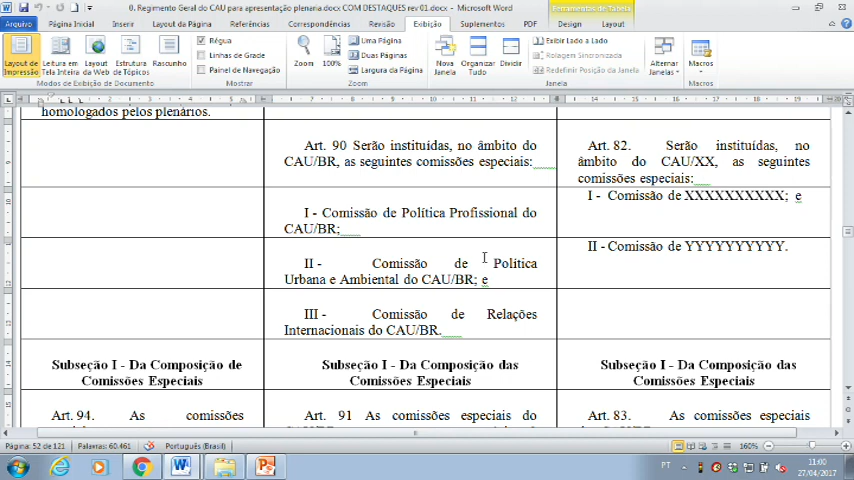 0. Regimento Geral do CAU para apresentação plenaria.docx COM DESTAQUES rev 01.docx - Microsoft Word
Ferramentas de Tabela
Arquivo Página Inicial Inserir Layout da Página Referências Correspondências Revisão Exibição Suplementos PDF Design Layout
Layout de Impressão
Leitura em Tela Inteira
Layout da Web
Estrutura de Tópicos
Rascunho
Modos de Exibição de Documento
Régua
Linhas de Grade
Painel de Navegação
Mostrar
Zoom
100%
Uma Página
Duas Páginas
Largura da Página
Zoom
Nova Janela
Organizar Tudo
Dividir
Exibir Lado a Lado
Rolagem Sincronizada
Redefinir Posição da Janela
Janela
Alternar Janelas
Macros
Macros
homologados pelos plenários.
Art. 90 Serão instituídas, no âmbito do
CAU/BR, as seguintes comissões especiais:
Art. 82. Serão instituídas, no
âmbito do CAU/XX, as seguintes
comissões especiais:
I - Comissão de Política Profissional do
CAU/BR;
I - Comissão de XXXXXXXXXX; e
II - Comissão de Política
Urbana e Ambiental do CAU/BR; e
II - Comissão de YYYYYYYYYY.
III - Comissão de Relações
Internacionais do CAU/BR.
Subseção I - Da Composição de
Comissões Especiais
Subseção I - Da Composição das
Comissões Especiais
Subseção I - Da Composição das
Comissões Especiais
Art. 94. As comissões
Art. 91 As comissões especiais do
Art. 83. As comissões especiais
Página: 52 de 121 Palavras: 60.461 Português (Brasil) 160%
PT 11:00
27/04/2017